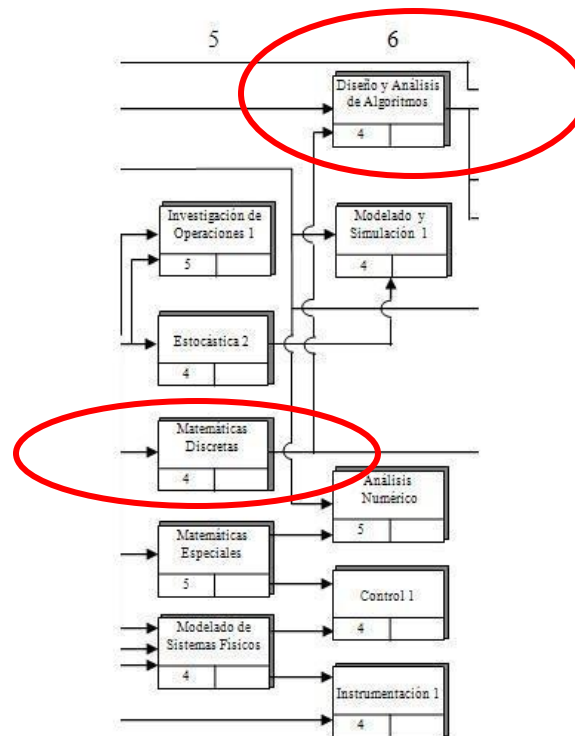 5
6
Diseño y Análisis
de Algoritmos
4
Investigación de
Operaciones 1
5
Modelado y
Simulación 1
4
Estocástica 2
4
Matemáticas
Discretas
4
Análisis
Numérico
5
Matemáticas
Especiales
5
Control 1
4
Modelado de
Sistemas Físicos
4
Instrumentación 1
4